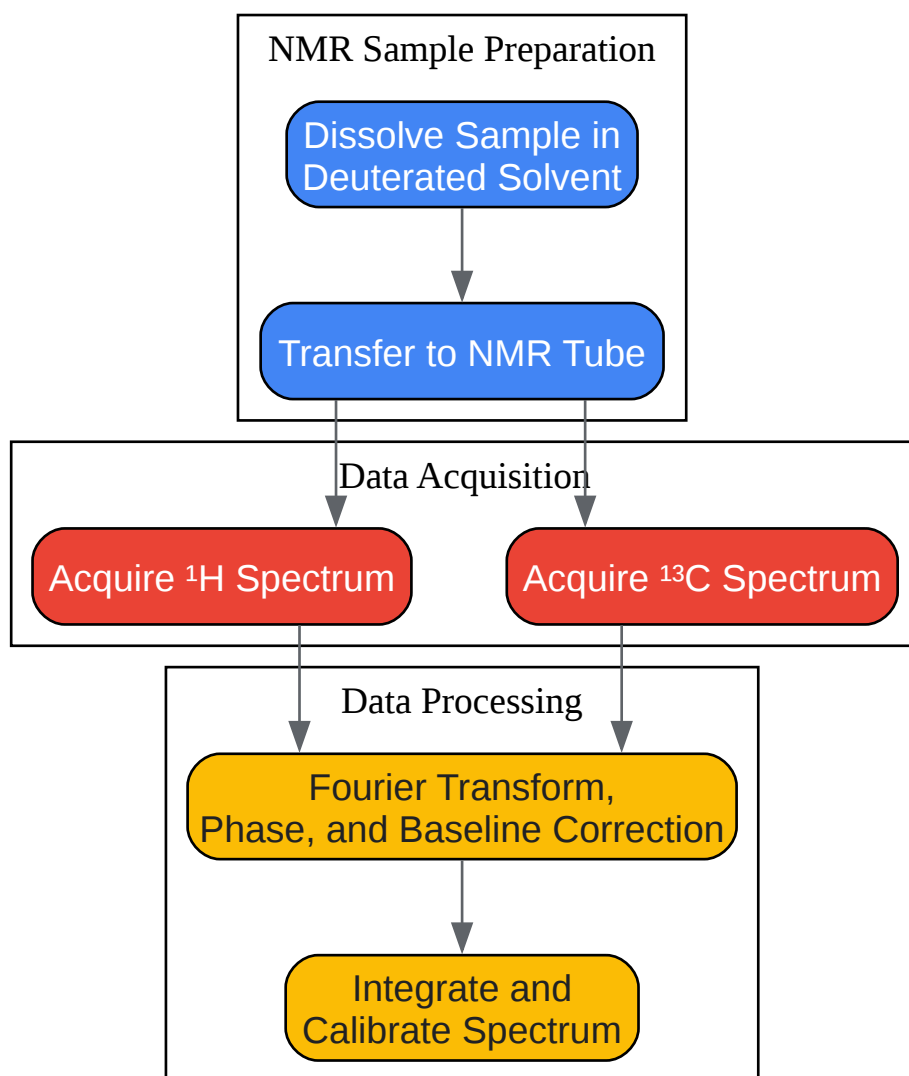 NMR Sample Preparation
Dissolve Sample in
Deuterated Solvent
Transfer to NMR Tube
Data Acquisition
Acquire ¹H Spectrum
Acquire ¹³C Spectrum
Data Processing
Fourier Transform,
Phase, and Baseline Correction
Integrate and
Calibrate Spectrum